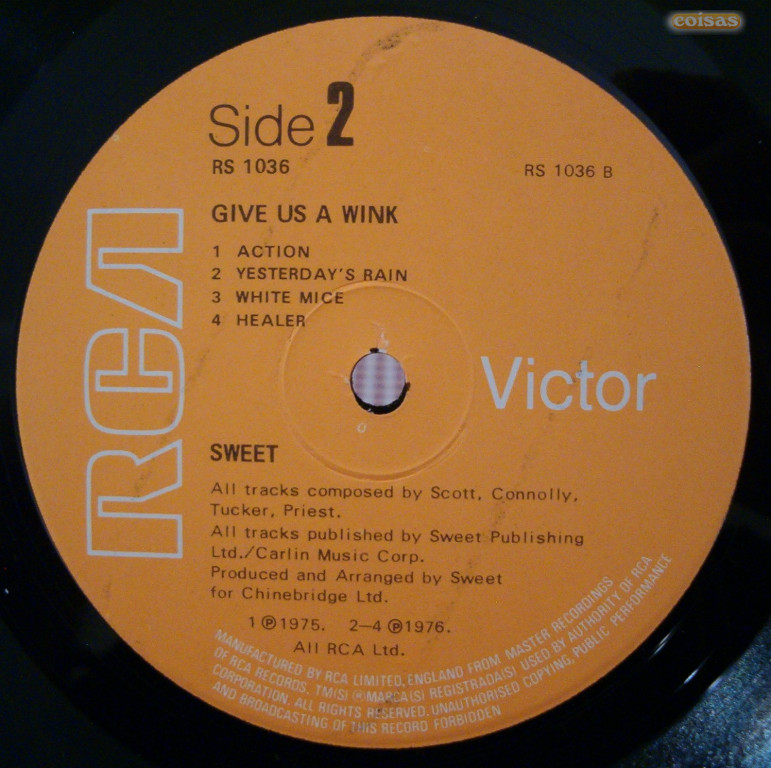 coisas
Side 2
RS 1036
RS 1036 B
GIVE US A WINK
1 ACTION
2 YESTERDAY'S RAIN
3 WHITE MICE
4 HEALER
RCA
Victor
SWEET
All tracks composed by Scott, Connolly,
Tucker, Priest.
All tracks published by Sweet Publishing
Ltd./Carlin Music Corp.
Produced and Arranged by Sweet
for Chinebridge Ltd.
1 ℗ 1975. 2–4 ℗ 1976.
All RCA Ltd.
MANUFACTURED BY RCA LIMITED, ENGLAND FROM MASTER RECORDINGS
OF RCA RECORDS, TM(S) ® MARCA(S) REGISTRADA(S) USED BY AUTHORITY OF RCA
CORPORATION. ALL RIGHTS RESERVED. UNAUTHORISED COPYING, PUBLIC PERFORMANCE
AND BROADCASTING OF THIS RECORD FORBIDDEN